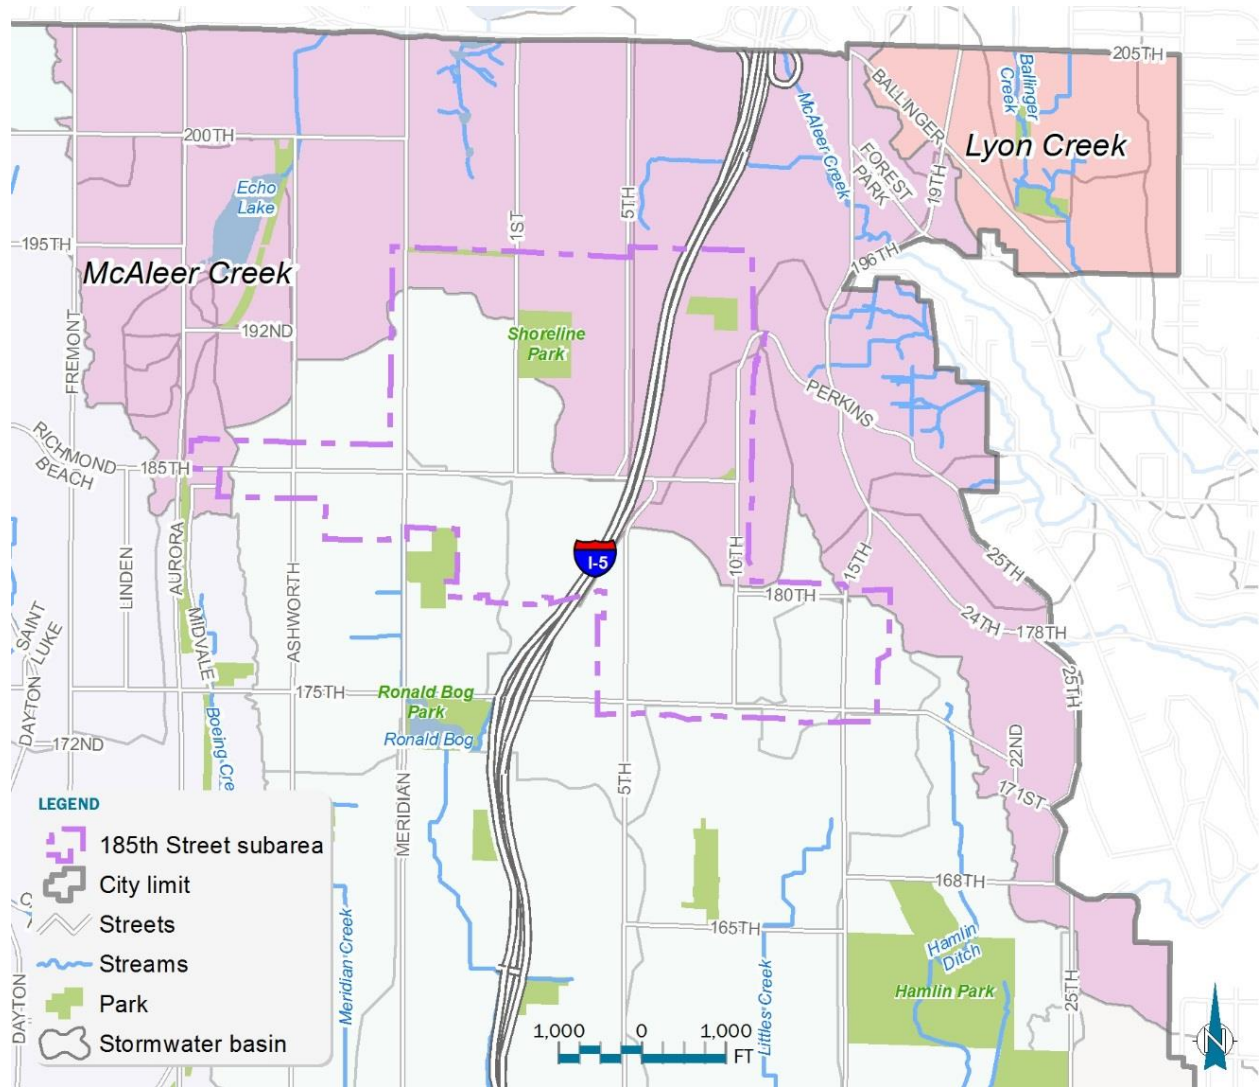 205TH
BALLINGER
Ballinger
Creek
McAleer Creek
Lyon Creek
200TH
FOREST
PARK
19TH
Echo
Lake
5TH
1ST
195TH
196TH
McAleer Creek
192ND
FREMONT
Shoreline
Park
PERKINS
RICHMOND
BEACH
185TH
LINDEN
AURORA
ASHWORTH
I-5
10TH
15TH
25TH
180TH
SAINT
LUKE
MIDVALE
24TH
178TH
175TH
Ronald Bog
Park
Ronald Bog
25TH
DAYTON
172ND
Boeing Cre
MERIDIAN
5TH
22ND
171ST
LEGEND
185th Street subarea
City limit
Streets
Streams
Park
Stormwater basin
168TH
165TH
Meridian Creek
Littles Creek
Hamlin
Ditch
Hamlin Park
25TH
DAYTON
1,000
0
1,000
FT
N